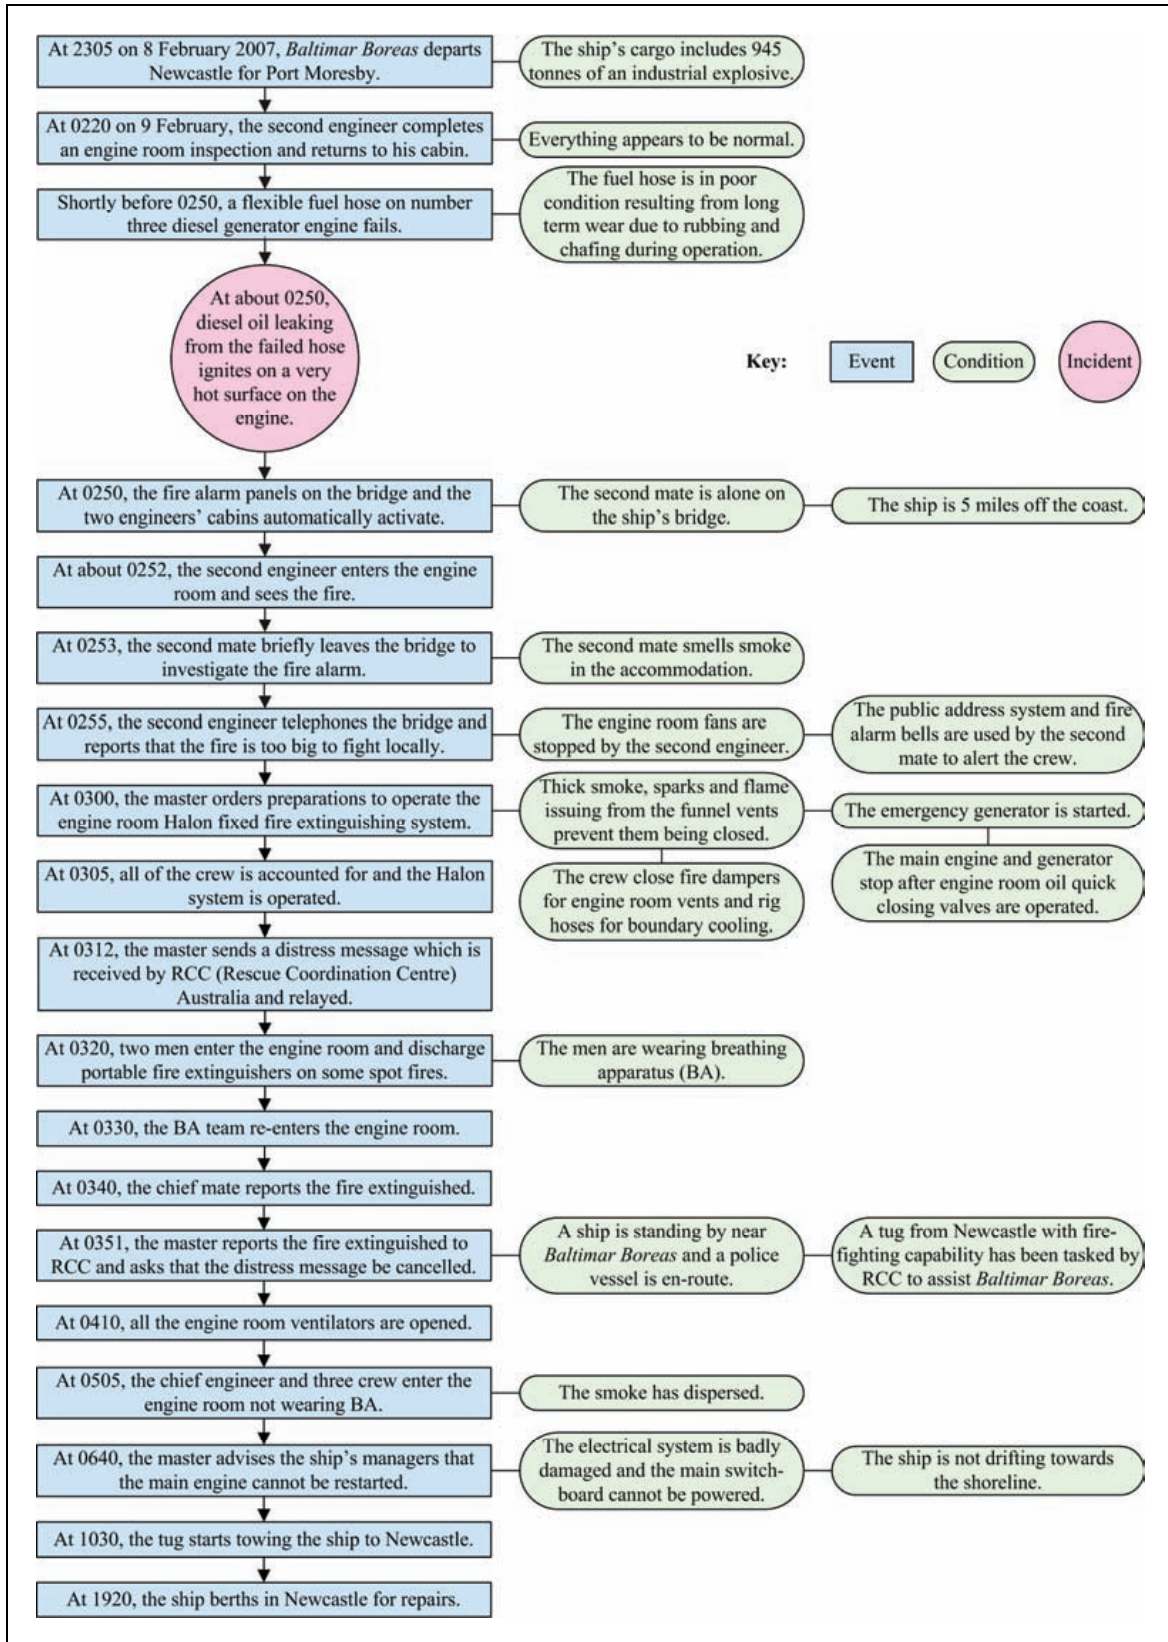 At 2305 on 8 February 2007, Baltimar Boreas departs
Newcastle for Port Moresby.
The ship's cargo includes 945
tonnes of an industrial explosive.
At 0220 on 9 February, the second engineer completes
an engine room inspection and returns to his cabin.
Everything appears to be normal.
Shortly before 0250, a flexible fuel hose on number
three diesel generator engine fails.
The fuel hose is in poor
condition resulting from long
term wear due to rubbing and
chafing during operation.
At about 0250,
diesel oil leaking
from the failed hose
ignites on a very
hot surface on the
engine.
Key:
Event
Condition
Incident
At 0250, the fire alarm panels on the bridge and the
two engineers' cabins automatically activate.
The second mate is alone on
the ship's bridge.
The ship is 5 miles off the coast.
At about 0252, the second engineer enters the engine
room and sees the fire.
At 0253, the second mate briefly leaves the bridge to
investigate the fire alarm.
The second mate smells smoke
in the accommodation.
At 0255, the second engineer telephones the bridge and
reports that the fire is too big to fight locally.
The engine room fans are
stopped by the second engineer.
The public address system and fire
alarm bells are used by the second
mate to alert the crew.
At 0300, the master orders preparations to operate the
engine room Halon fixed fire extinguishing system.
Thick smoke, sparks and flame
issuing from the funnel vents
prevent them being closed.
The emergency generator is started.
At 0305, all of the crew is accounted for and the Halon
system is operated.
The crew close fire dampers
for engine room vents and rig
hoses for boundary cooling.
The main engine and generator
stop after engine room oil quick
closing valves are operated.
At 0312, the master sends a distress message which is
received by RCC (Rescue Coordination Centre)
Australia and relayed.
At 0320, two men enter the engine room and discharge
portable fire extinguishers on some spot fires.
The men are wearing breathing
apparatus (BA).
At 0330, the BA team re-enters the engine room.
At 0340, the chief mate reports the fire extinguished.
At 0351, the master reports the fire extinguished to
RCC and asks that the distress message be cancelled.
A ship is standing by near
Baltimar Boreas and a police
vessel is en-route.
A tug from Newcastle with fire-
fighting capability has been tasked by
RCC to assist Baltimar Boreas.
At 0410, all the engine room ventilators are opened.
At 0505, the chief engineer and three crew enter the
engine room not wearing BA.
The smoke has dispersed.
At 0640, the master advises the ship's managers that
the main engine cannot be restarted.
The electrical system is badly
damaged and the main switch-
board cannot be powered.
The ship is not drifting towards
the shoreline.
At 1030, the tug starts towing the ship to Newcastle.
At 1920, the ship berths in Newcastle for repairs.